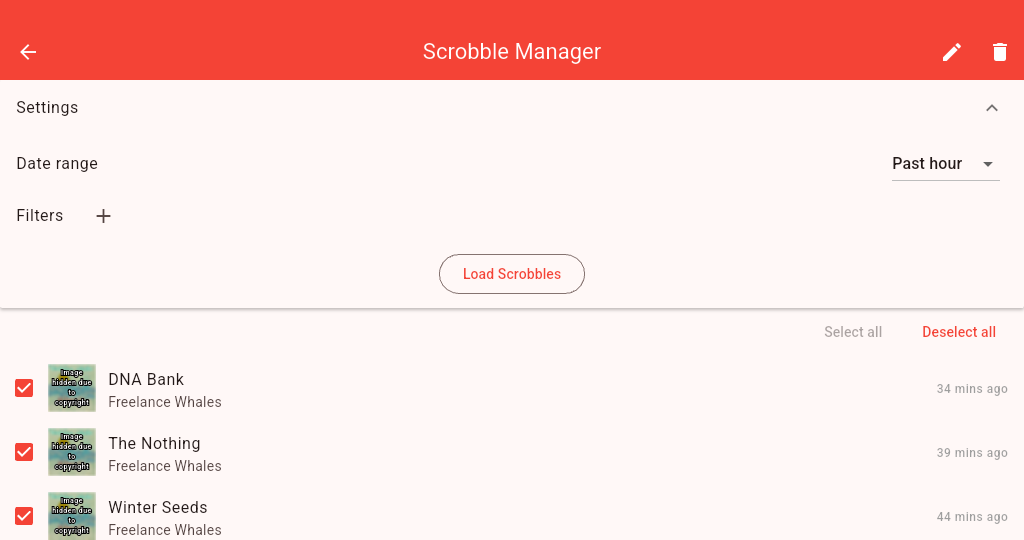 Scrobble Manager
Settings
Date range
Past hour
Filters
Load Scrobbles
Select all
Deselect all
Image
hidden due
to
copyright
DNA Bank
Freelance Whales
34 mins ago
Image
hidden due
to
copyright
The Nothing
Freelance Whales
39 mins ago
Image
hidden due
to
copyright
Winter Seeds
Freelance Whales
44 mins ago